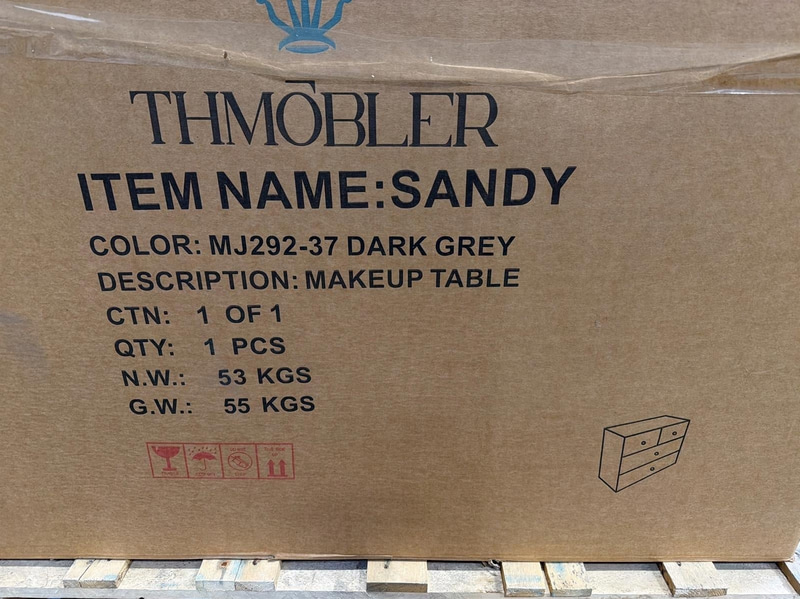 THMŌBLER
ITEM NAME:SANDY
COLOR: MJ292-37 DARK GREY
DESCRIPTION: MAKEUP TABLE
CTN: 1 OF 1
QTY: 1 PCS
N.W.: 53 KGS
G.W.: 55 KGS